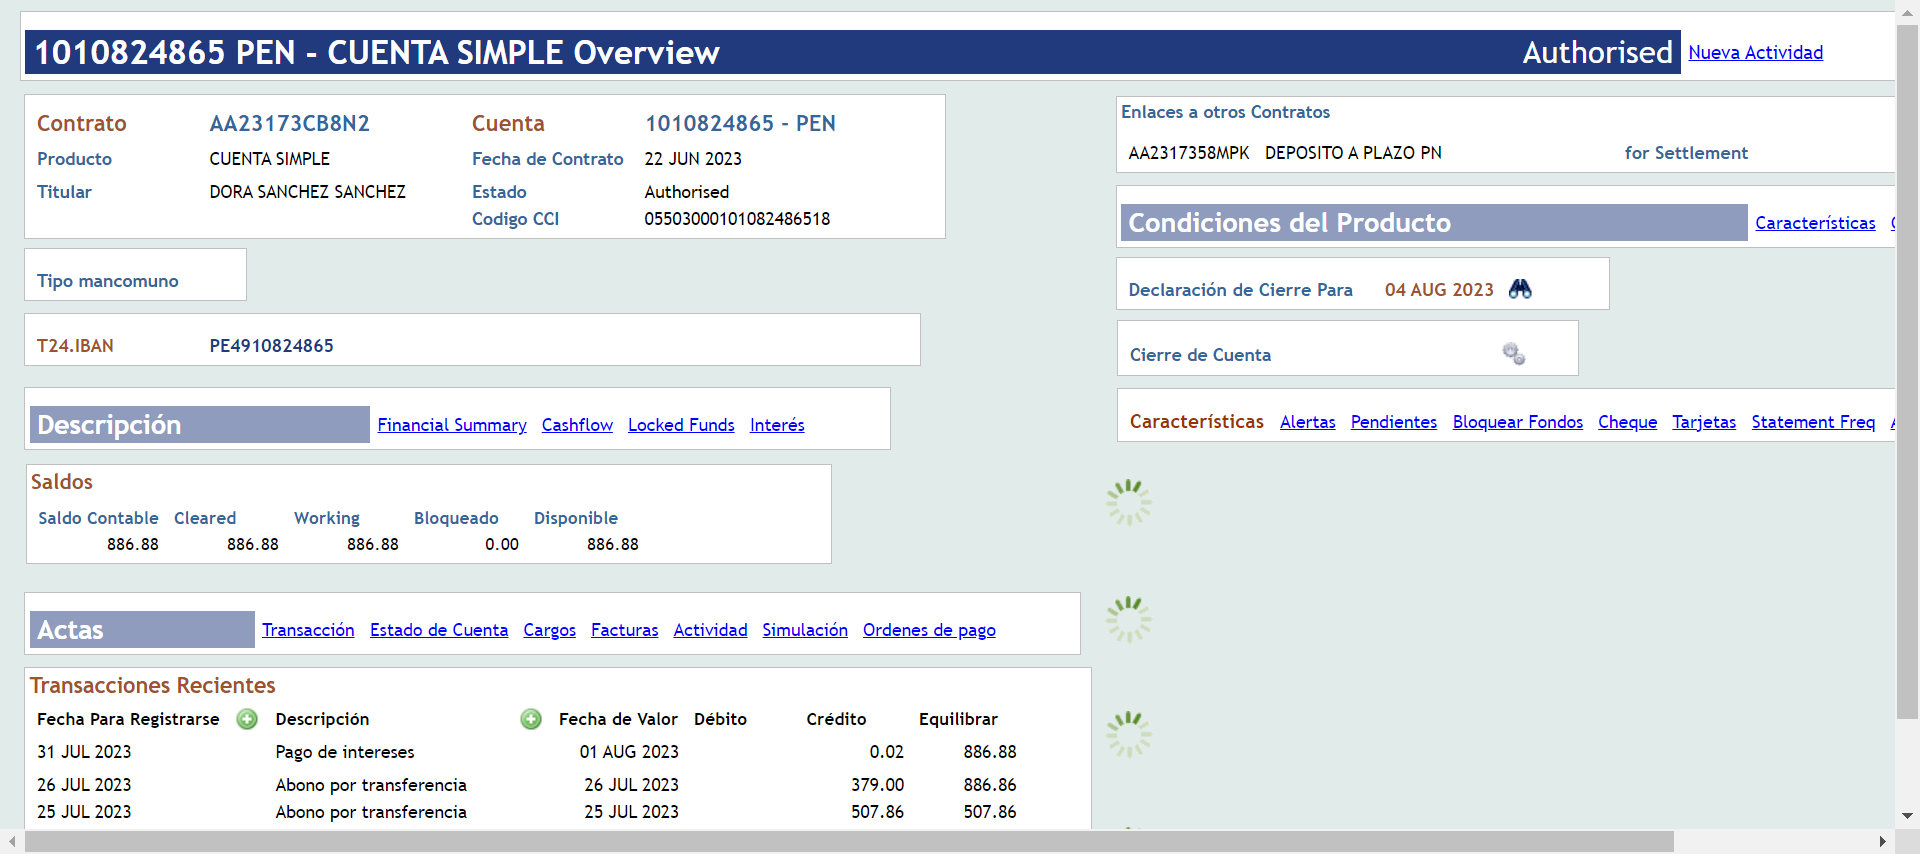 1010824865 PEN - CUENTA SIMPLE Overview Authorised Nueva Actividad
Contrato AA23173CB8N2 Cuenta 1010824865 - PEN
Producto CUENTA SIMPLE Fecha de Contrato 22 JUN 2023
Titular DORA SANCHEZ SANCHEZ Estado Authorised
Codigo CCI 05503000101082486518
Tipo mancomuno
T24.IBAN PE4910824865
Descripción Financial Summary Cashflow Locked Funds Interés
Saldos
Saldo Contable Cleared Working Bloqueado Disponible
886.88 886.88 886.88 0.00 886.88
Actas Transacción Estado de Cuenta Cargos Facturas Actividad Simulación Ordenes de pago
Transacciones Recientes
Fecha Para Registrarse Descripción Fecha de Valor Débito Crédito Equilibrar
31 JUL 2023 Pago de intereses 01 AUG 2023 0.02 886.88
26 JUL 2023 Abono por transferencia 26 JUL 2023 379.00 886.86
25 JUL 2023 Abono por transferencia 25 JUL 2023 507.86 507.86
Enlaces a otros Contratos
AA2317358MPK DEPOSITO A PLAZO PN for Settlement
Condiciones del Producto Características
Declaración de Cierre Para 04 AUG 2023
Cierre de Cuenta
Características Alertas Pendientes Bloquear Fondos Cheque Tarjetas Statement Freq